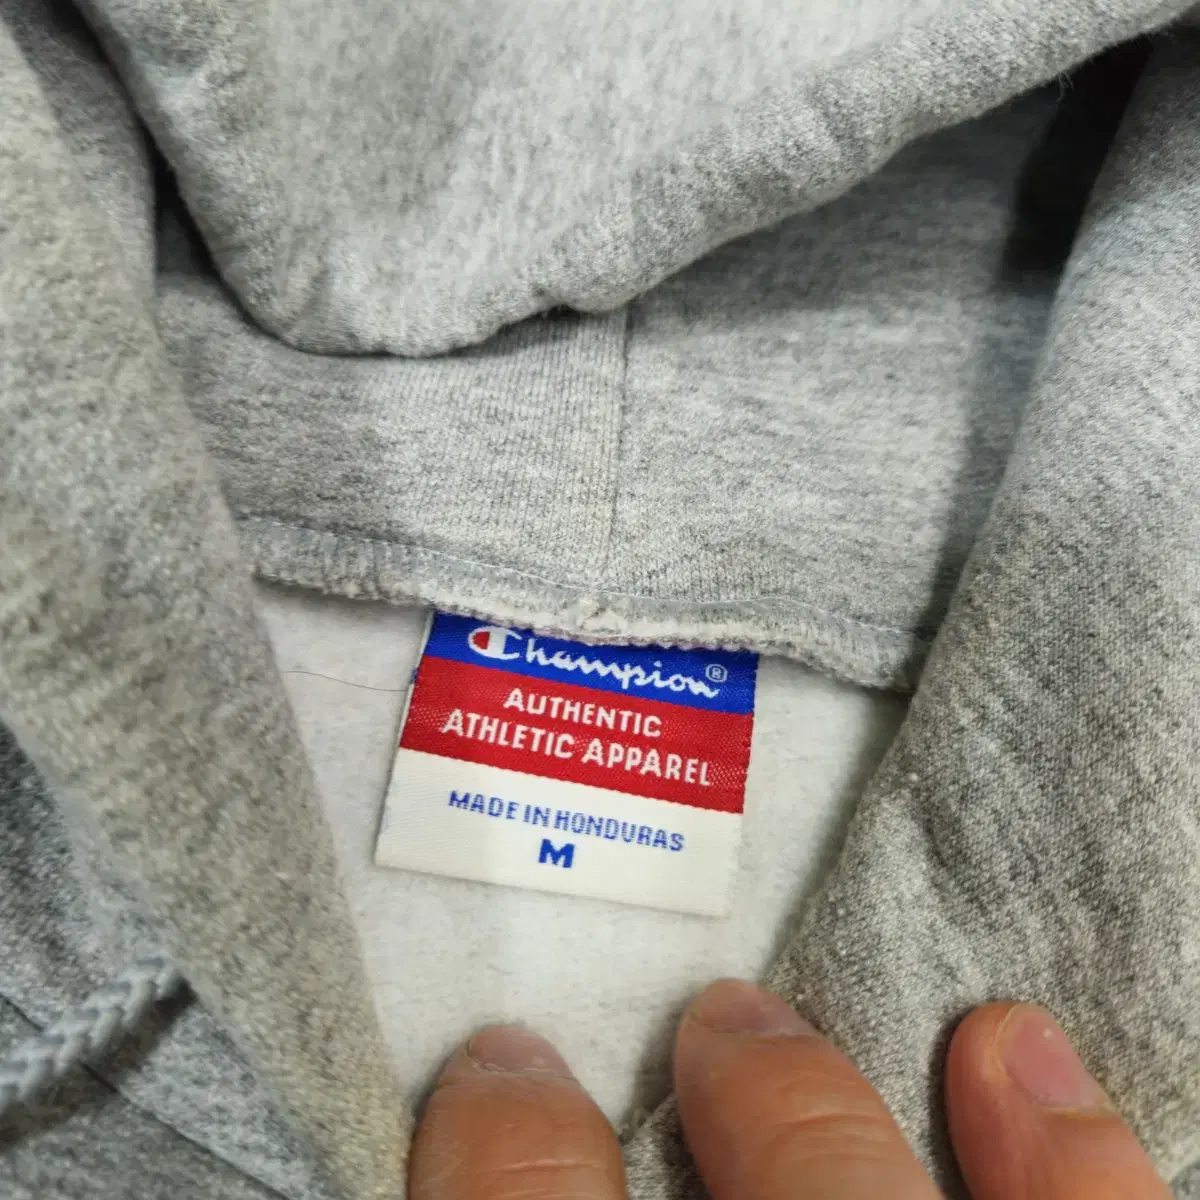 Champion®
AUTHENTIC
ATHLETIC APPAREL
MADE IN HONDURAS
M